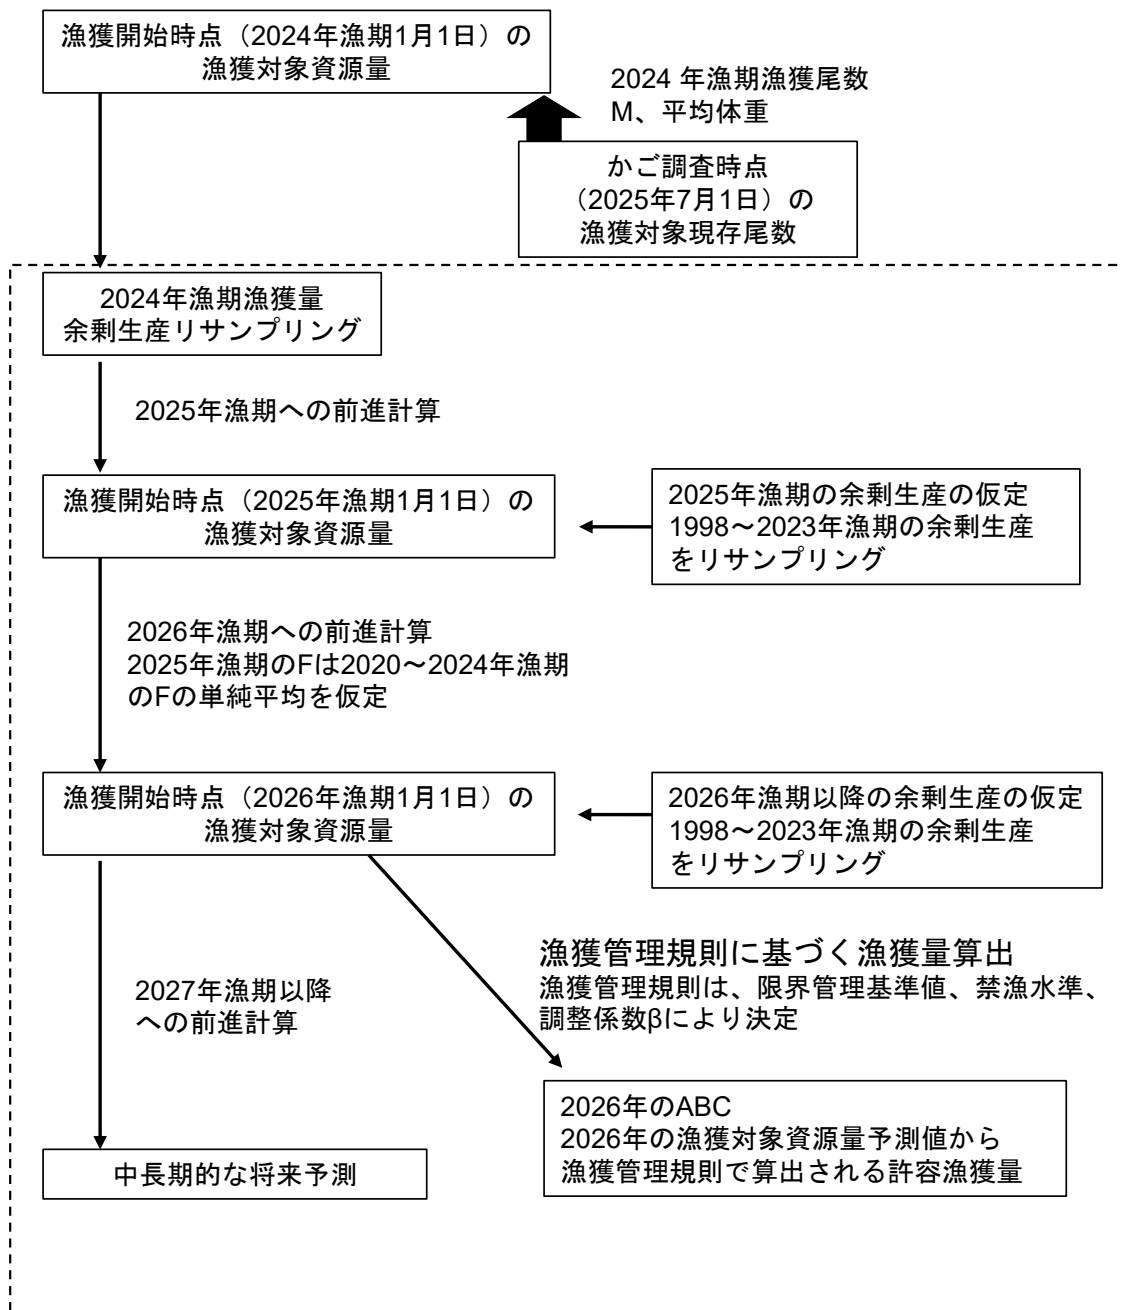 漁獲開始時点（2024年漁期1月1日）の
漁獲対象資源量
2024 年漁期漁獲尾数
M、平均体重
かご調査時点
（2025年7月1日）の
漁獲対象現存尾数
2024年漁期漁獲量
余剰生産リサンプリング
2025年漁期への前進計算
漁獲開始時点（2025年漁期1月1日）の
漁獲対象資源量
2025年漁期の余剰生産の仮定
1998～2023年漁期の余剰生産
をリサンプリング
2026年漁期への前進計算
2025年漁期のFは2020～2024年漁期
のFの単純平均を仮定
漁獲開始時点（2026年漁期1月1日）の
漁獲対象資源量
2026年漁期以降の余剰生産の仮定
1998～2023年漁期の余剰生産
をリサンプリング
漁獲管理規則に基づく漁獲量算出
漁獲管理規則は、限界管理基準値、禁漁水準、
調整係数βにより決定
2027年漁期以降
への前進計算
2026年のABC
2026年の漁獲対象資源量予測値から
漁獲管理規則で算出される許容漁獲量
中長期的な将来予測